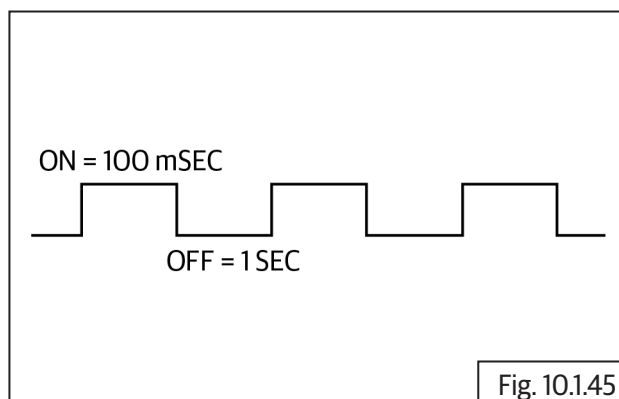 ON = 100 mSEC
OFF = 1 SEC
Fig. 10.1.45